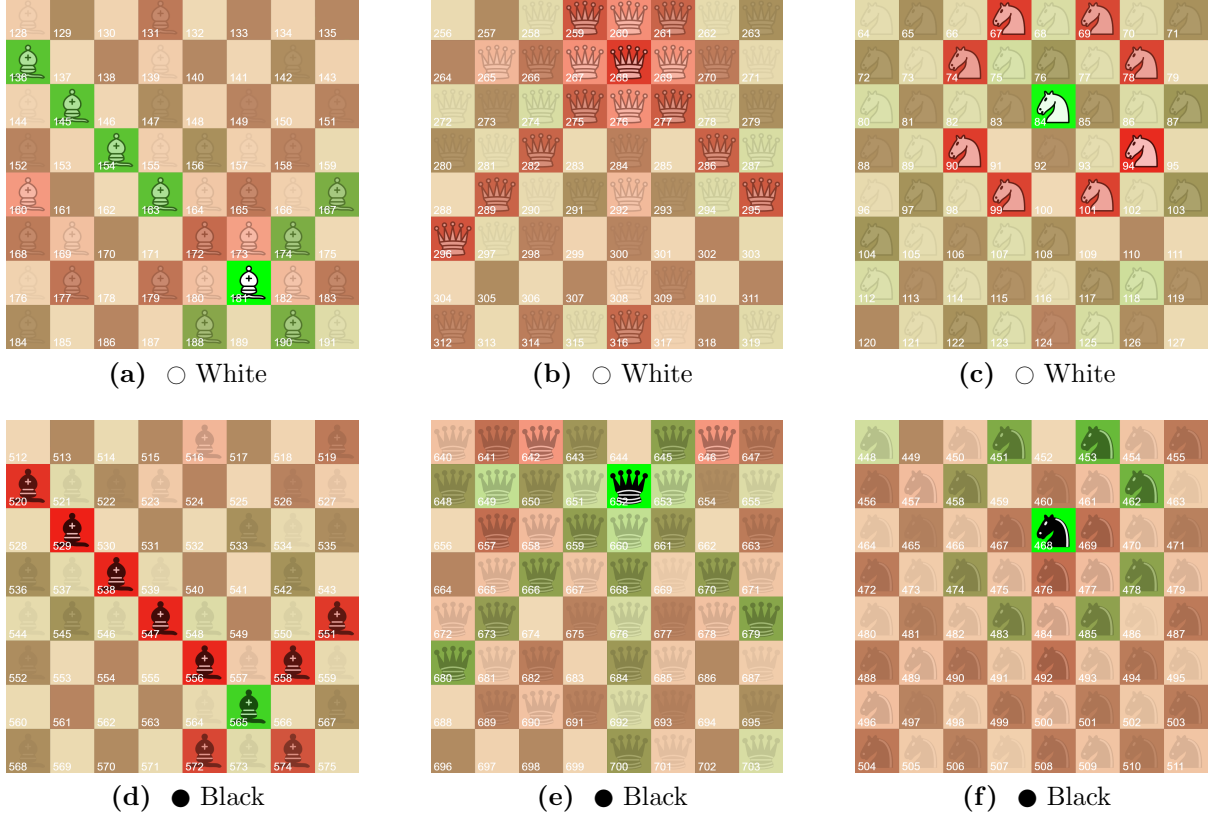 128 129 130 131 132 133 134 135
136 137 138 139 140 141 142 143
144 145 146 147 148 149 150 151
152 153 154 155 156 157 158 159
160 161 162 163 164 165 166 167
168 169 170 171 172 173 174 175
176 177 178 179 180 181 182 183
184 185 186 187 188 189 190 191
(a) ○ White
256 257 258 259 260 261 262 263
264 265 266 267 268 269 270 271
272 273 274 275 276 277 278 279
280 281 282 283 284 285 286 287
288 289 290 291 292 293 294 295
296 297 298 299 300 301 302 303
304 305 306 307 308 309 310 311
312 313 314 315 316 317 318 319
(b) ○ White
64 65 66 67 68 69 70 71
72 73 74 75 76 77 78 79
80 81 82 83 84 85 86 87
88 89 90 91 92 93 94 95
96 97 98 99 100 101 102 103
104 105 106 107 108 109 110 111
112 113 114 115 116 117 118 119
120 121 122 123 124 125 126 127
(c) ○ White
512 513 514 515 516 517 518 519
520 521 522 523 524 525 526 527
528 529 530 531 532 533 534 535
536 537 538 539 540 541 542 543
544 545 546 547 548 549 550 551
552 553 554 555 556 557 558 559
560 561 562 563 564 565 566 567
568 569 570 571 572 573 574 575
(d) ● Black
640 641 642 643 644 645 646 647
648 649 650 651 652 653 654 655
656 657 658 659 660 661 662 663
664 665 666 667 668 669 670 671
672 673 674 675 676 677 678 679
680 681 682 683 684 685 686 687
688 689 690 691 692 693 694 695
696 697 698 699 700 701 702 703
(e) ● Black
448 449 450 451 452 453 454 455
456 457 458 459 460 461 462 463
464 465 466 467 468 469 470 471
472 473 474 475 476 477 478 479
480 481 482 483 484 485 486 487
488 489 490 491 492 493 494 495
496 497 498 499 500 501 502 503
504 505 506 507 508 509 510 511
(f) ● Black